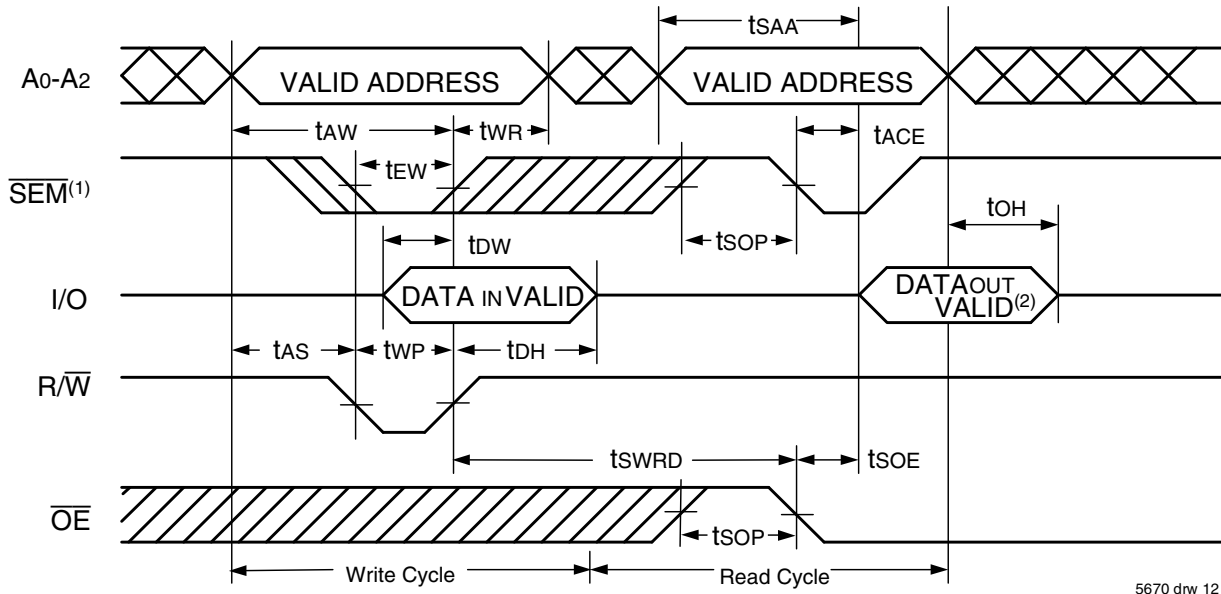 tSAA
A0-A2
VALID ADDRESS
VALID ADDRESS
tAW
tWR
tACE
tEW
SEM(1)
tOH
tSOP
tDW
I/O
DATA IN VALID
DATAOUT
VALID(2)
tAS
tWP
tDH
R/W
tSWRD
tSOE
OE
tSOP
Write Cycle
Read Cycle
5670 drw 12